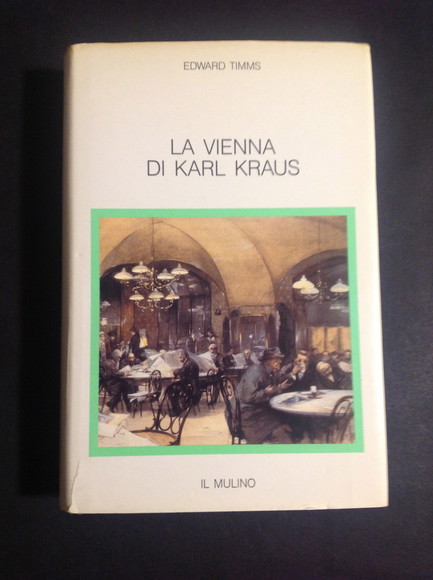 EDWARD TIMMS
LA VIENNA
DI KARL KRAUS
IL MULINO